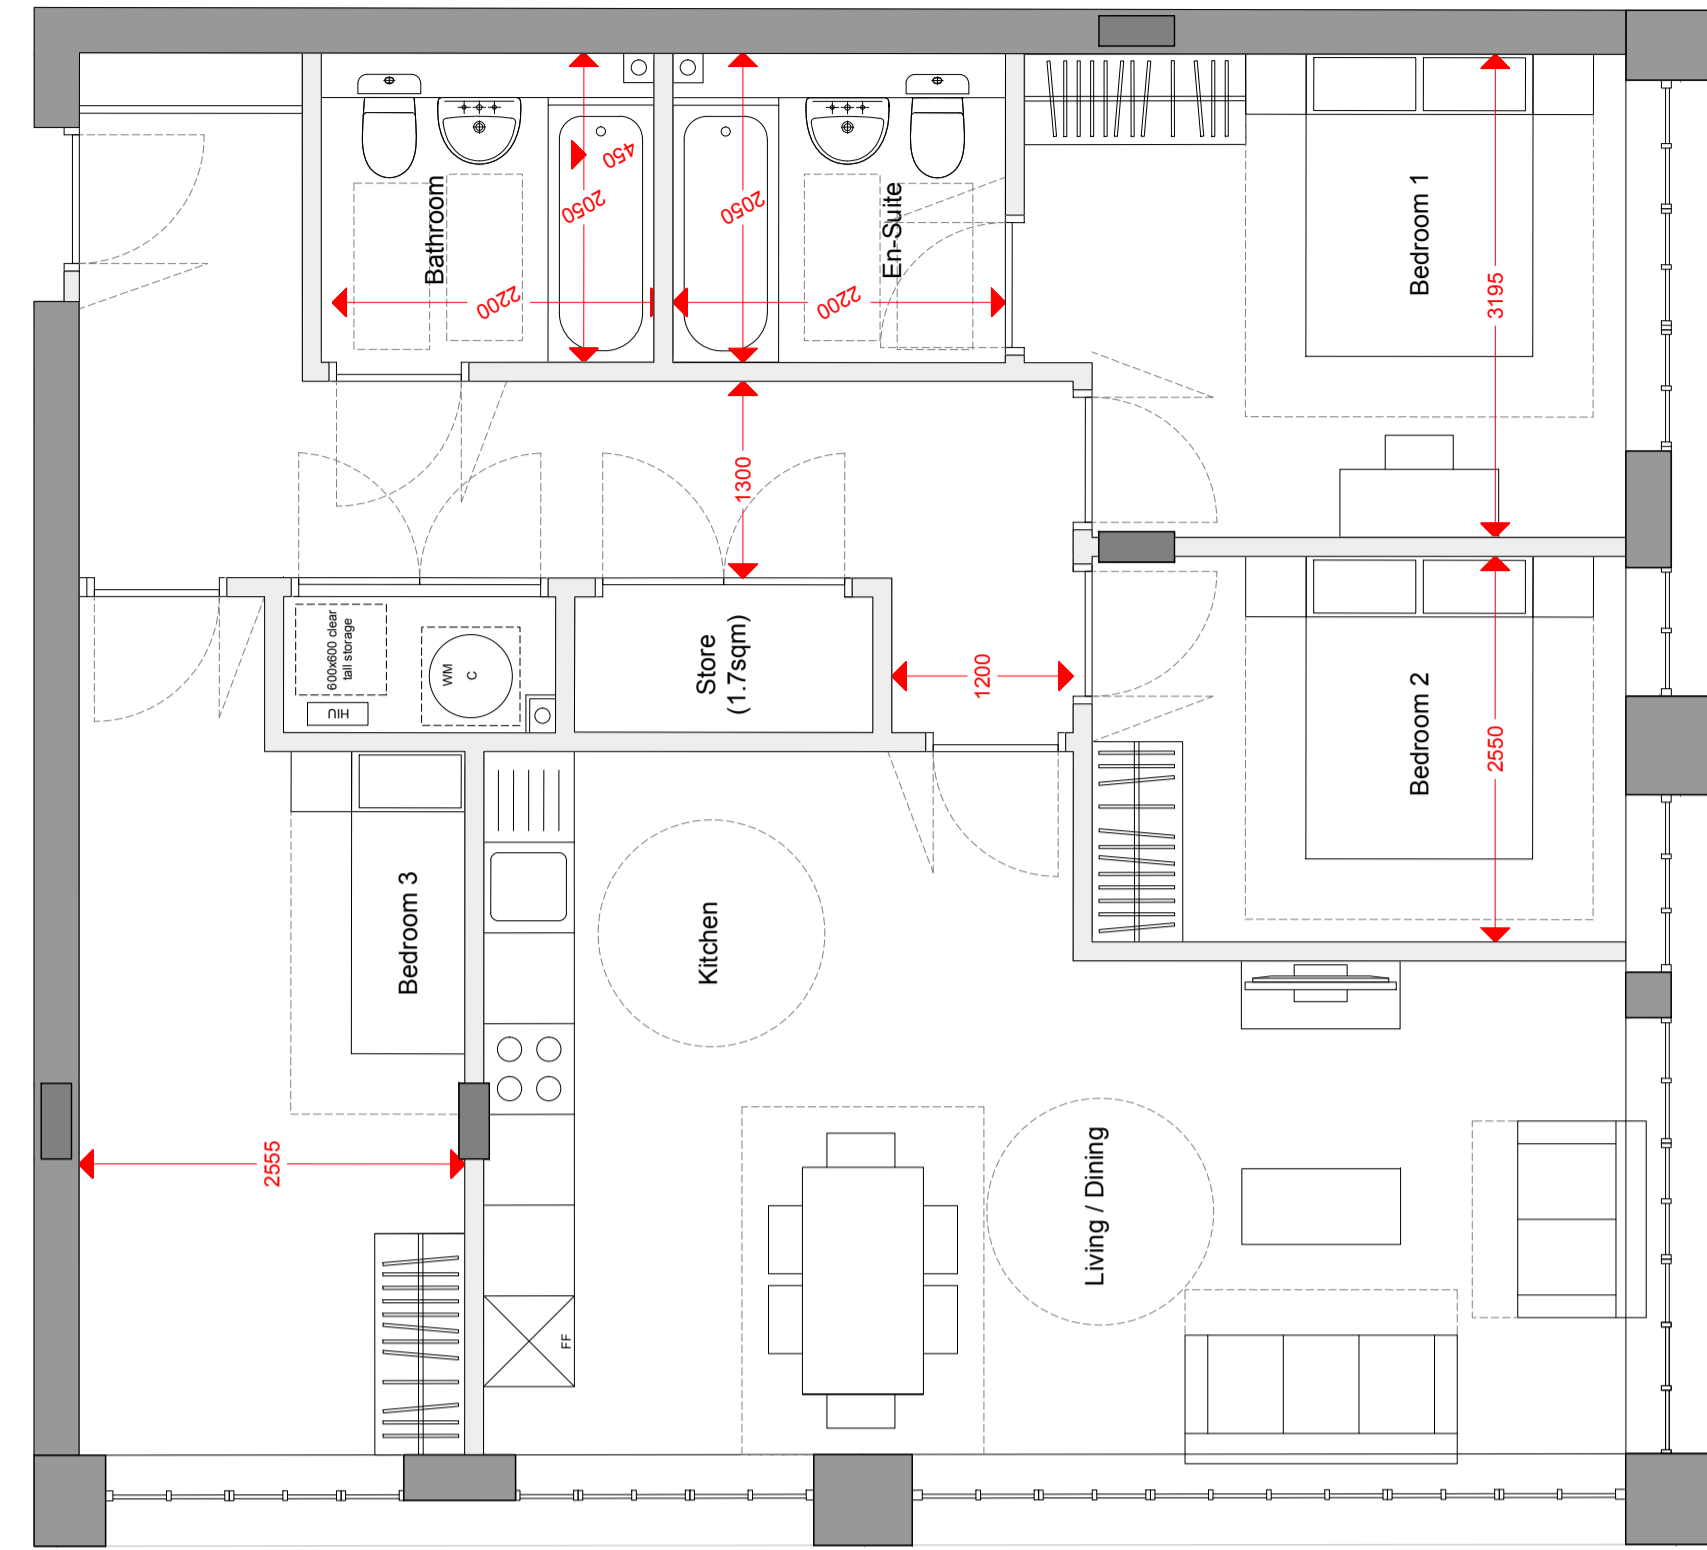 Bathroom
450
2050
2200
2050
En-Suite
2200
Bedroom 1
3195
1300
600x600 clear
tall storage
HIU
WM
C
Store
(1.7sqm)
1200
Bedroom 2
2550
Bedroom 3
Kitchen
2555
Living / Dining
FF